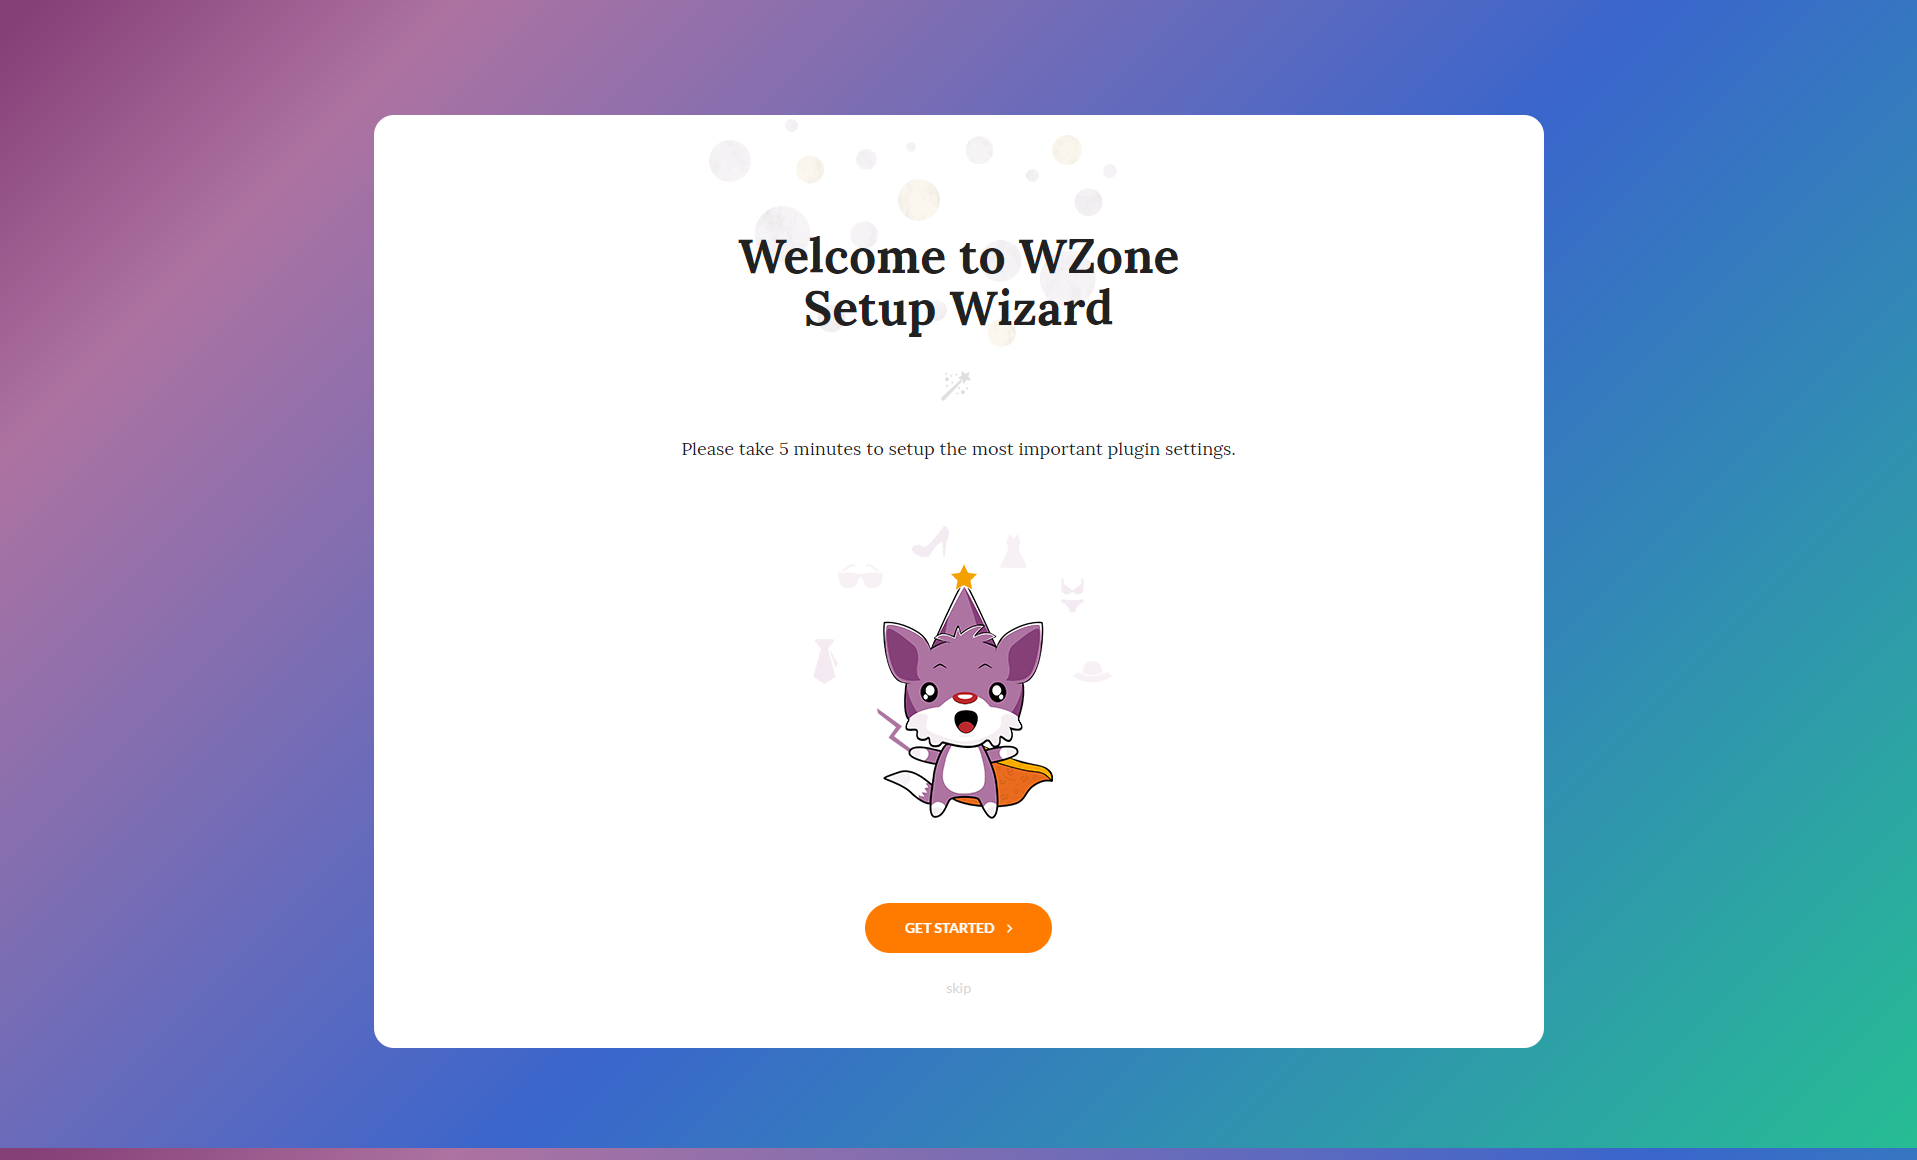 Welcome to WZone
Setup Wizard
Please take 5 minutes to setup the most important plugin settings.
GET STARTED
skip